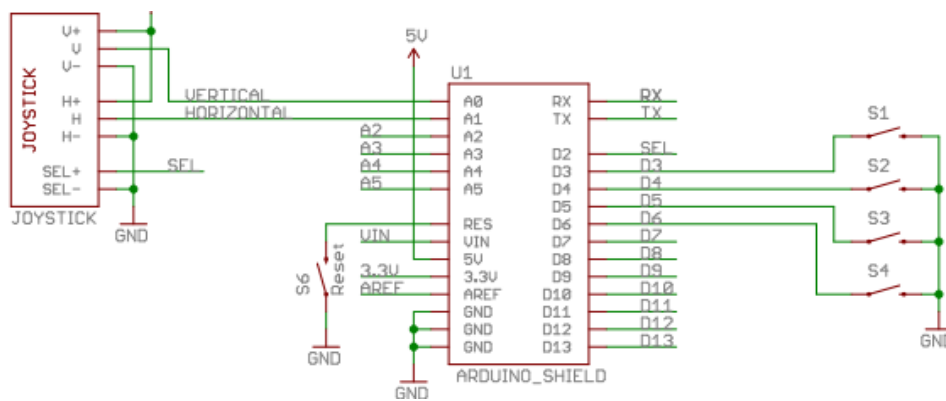 JOYSTICK
V+
V
V-
H+
H
H-
SEL+
SEL-
JOYSTICK
GND
VERTICAL
HORIZONTAL
SEL
A2
A3
A4
A5
VIN
3.3V
AREF
S6
Reset
GND
5V
U1
A0
A1
A2
A3
A4
A5
RES
VIN
5V
3.3V
AREF
GND
GND
GND
RX
TX
D2
D3
D4
D5
D6
D7
D8
D9
D10
D11
D12
D13
ARDUINO_SHIELD
GND
RX
TX
SEL
D3
D4
D5
D6
D7
D8
D9
D10
D11
D12
D13
S1
S2
S3
S4
GND